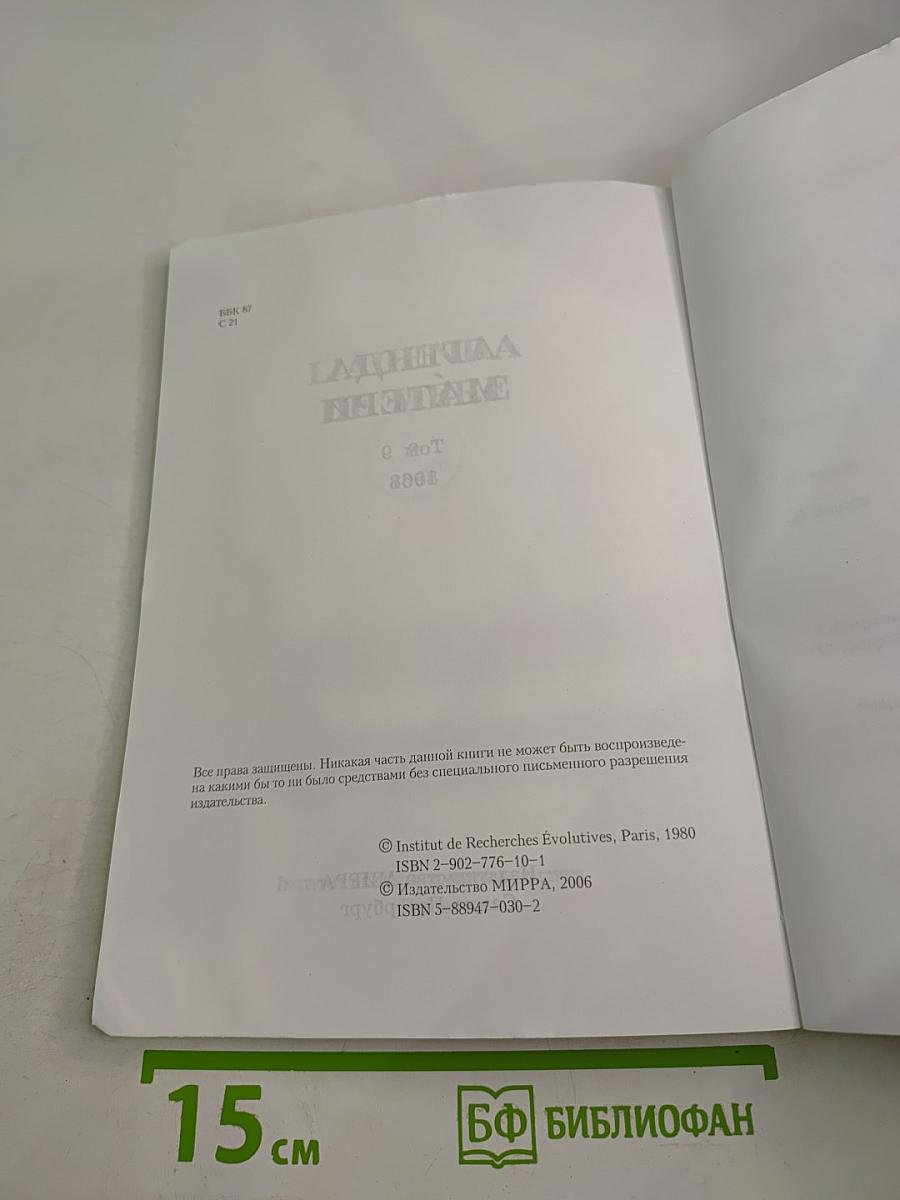 ББК 87
С 21
Том 9
Все права защищены. Никакая часть данной книги не может быть воспроизведе-
на какими бы то ни было средствами без специального письменного разрешения
издательства.
© Institut de Recherches Évolutives, Paris, 1980
ISBN 2-902-776-10-1
© Издательство МИРРА, 2006
ISBN 5-88947-030-2
15 см
БФ БИБЛИОФАН